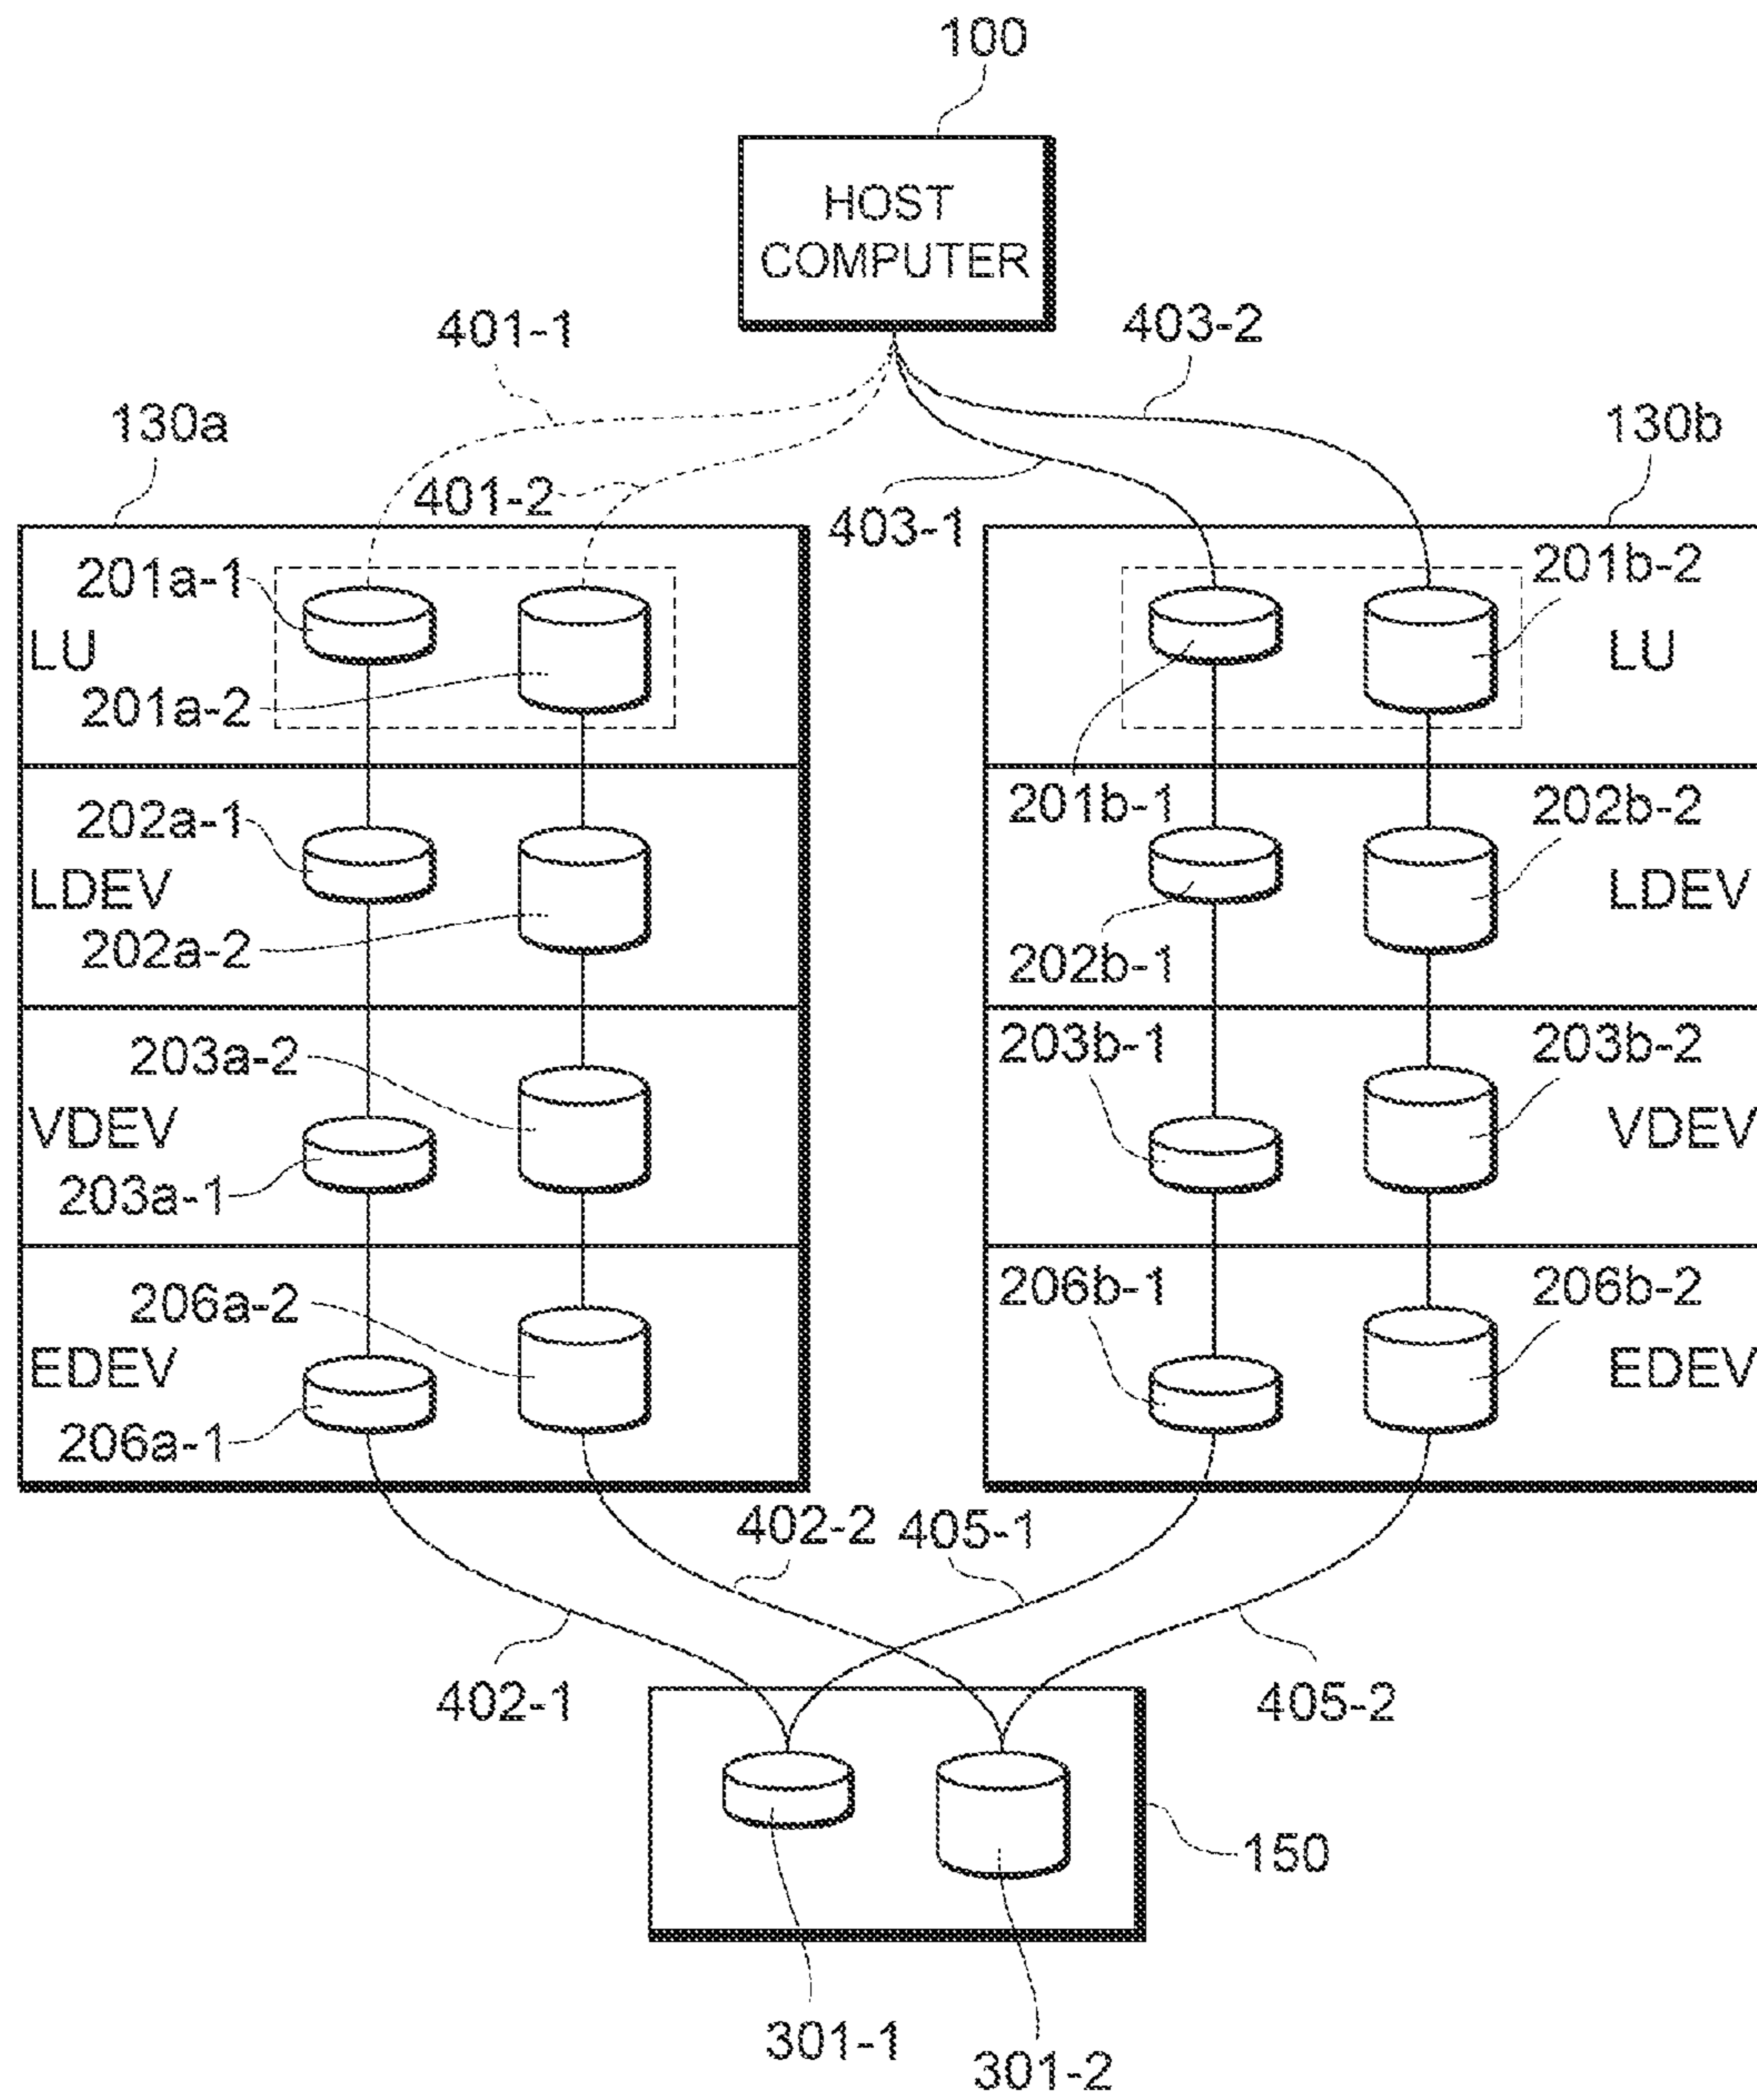 100
HOST
COMPUTER
401-1
403-2
130a
130b
401-2
403-1
201a-1
201b-2
LU
LU
201a-2
201b-1
202a-1
202b-2
LDEV
LDEV
202a-2
202b-1
203a-2
203b-1
203b-2
VDEV
VDEV
203a-1
206a-2
206b-1
206b-2
EDEV
EDEV
206a-1
402-2
405-1
402-1
405-2
150
301-1
301-2